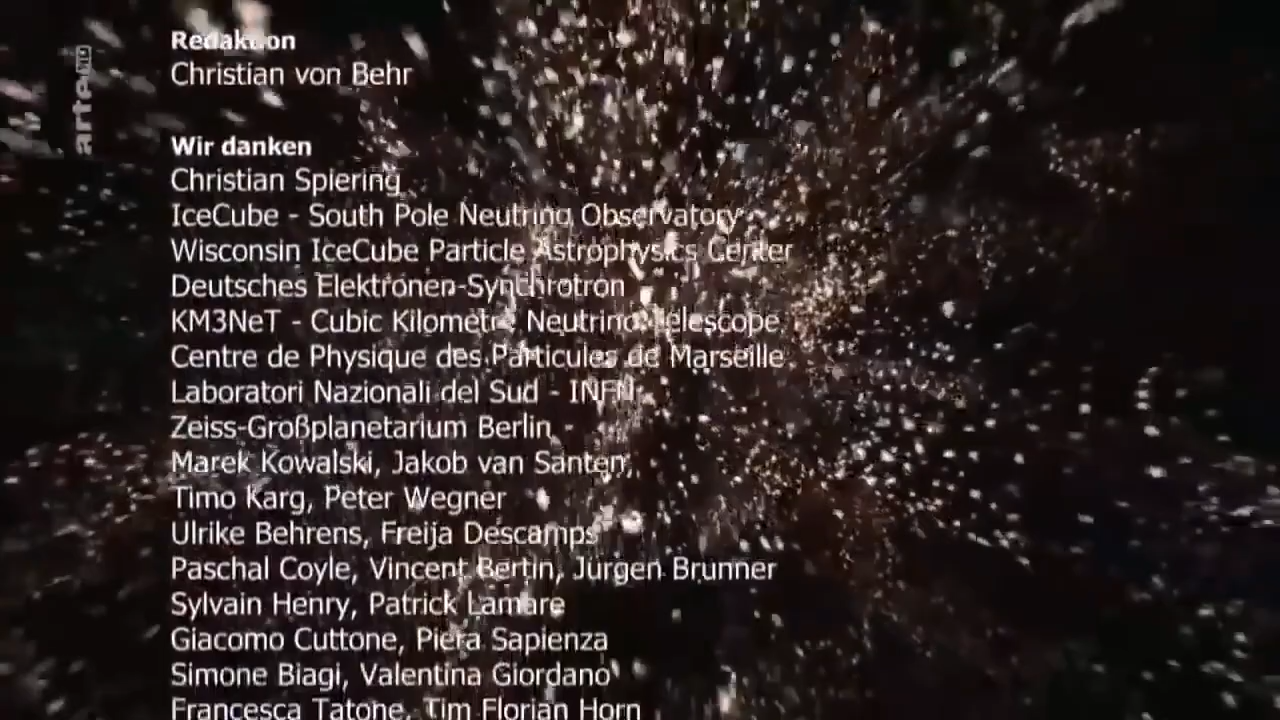 arte HD
Redaktion
Christian von Behr
Wir danken
Christian Spiering
IceCube - South Pole Neutrino Observatory
Wisconsin IceCube Particle Astrophysics Center
Deutsches Elektronen-Synchrotron
KM3NeT - Cubic Kilometre Neutrino Telescope
Centre de Physique des Particules de Marseille
Laboratori Nazionali del Sud - INFN
Zeiss-Großplanetarium Berlin
Marek Kowalski, Jakob van Santen,
Timo Karg, Peter Wegner
Ulrike Behrens, Freija Descamps
Paschal Coyle, Vincent Bertin, Jürgen Brunner
Sylvain Henry, Patrick Lamare
Giacomo Cuttone, Piera Sapienza
Simone Biagi, Valentina Giordano
Francesca Tatone, Tim Florian Horn